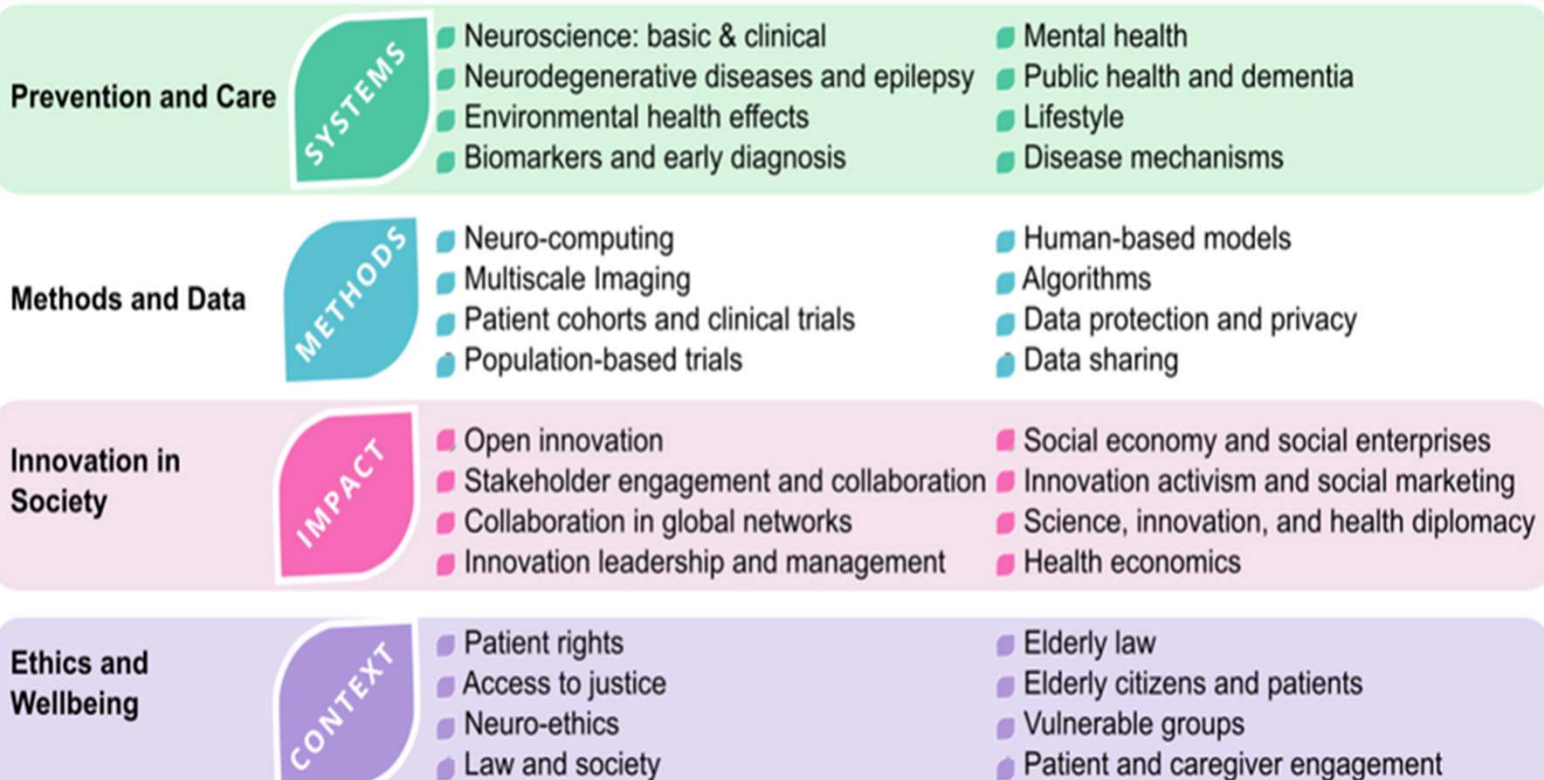 Prevention and Care
SYSTEMS
Neuroscience: basic & clinical
Neurodegenerative diseases and epilepsy
Environmental health effects
Biomarkers and early diagnosis
Mental health
Public health and dementia
Lifestyle
Disease mechanisms
Methods and Data
METHODS
Neuro-computing
Multiscale Imaging
Patient cohorts and clinical trials
Population-based trials
Human-based models
Algorithms
Data protection and privacy
Data sharing
Innovation in
Society
IMPACT
Open innovation
Stakeholder engagement and collaboration
Collaboration in global networks
Innovation leadership and management
Social economy and social enterprises
Innovation activism and social marketing
Science, innovation, and health diplomacy
Health economics
Ethics and
Wellbeing
CONTEXT
Patient rights
Access to justice
Neuro-ethics
Law and society
Elderly law
Elderly citizens and patients
Vulnerable groups
Patient and caregiver engagement